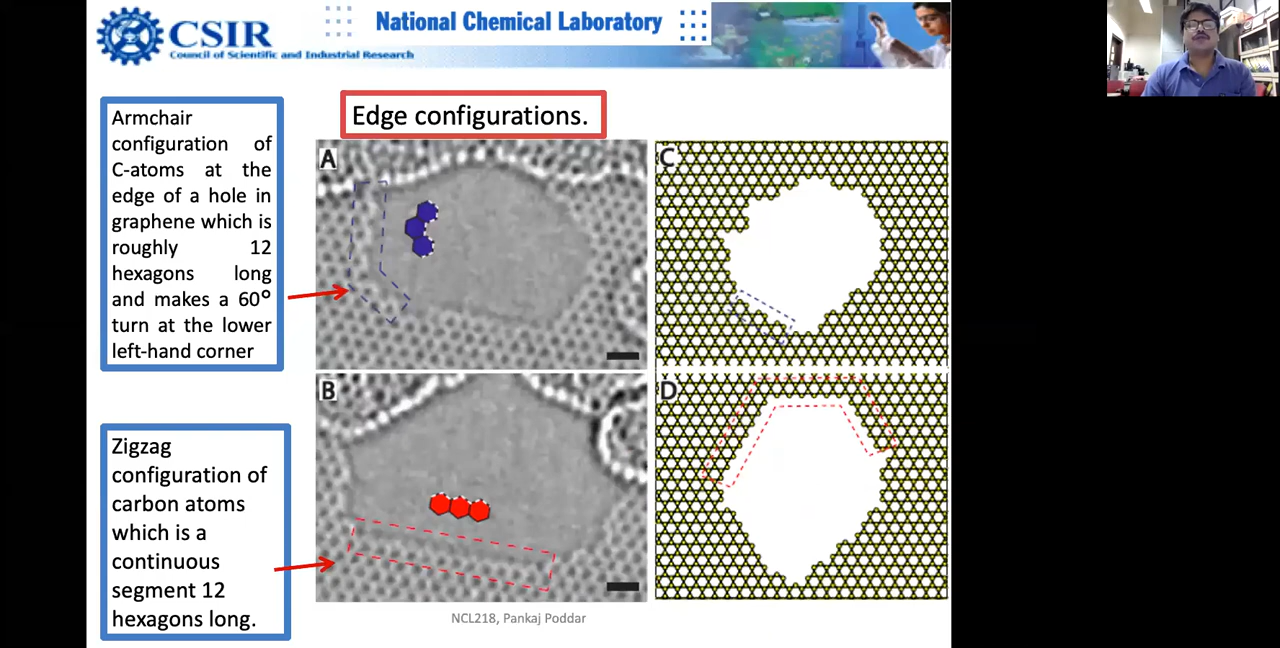 CSIR
Council of Scientific and Industrial Research
National Chemical Laboratory
Edge configurations.
Armchair
configuration of
C-atoms at the
edge of a hole in
graphene which is
roughly 12
hexagons long
and makes a 60° 
turn at the lower
left-hand corner
A
C
B
D
Zigzag
configuration of
carbon atoms
which is a
continuous
segment 12
hexagons long.
NCL218, Pankaj Poddar